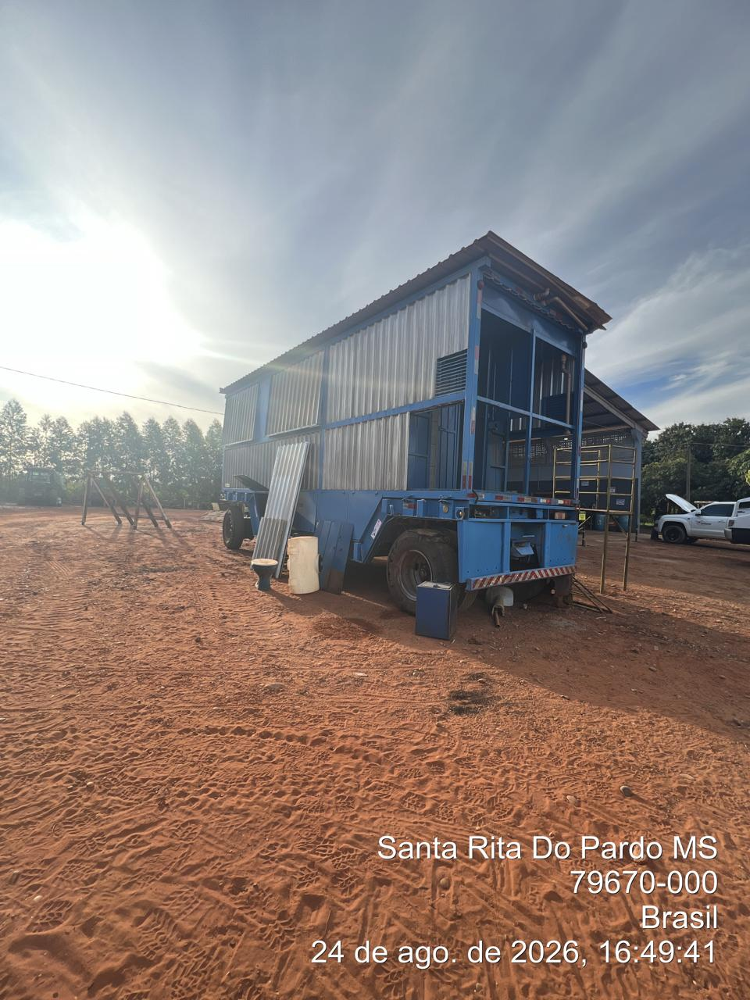 Santa Rita Do Pardo MS
79670-000
Brasil
24 de ago. de 2026, 16:49:41